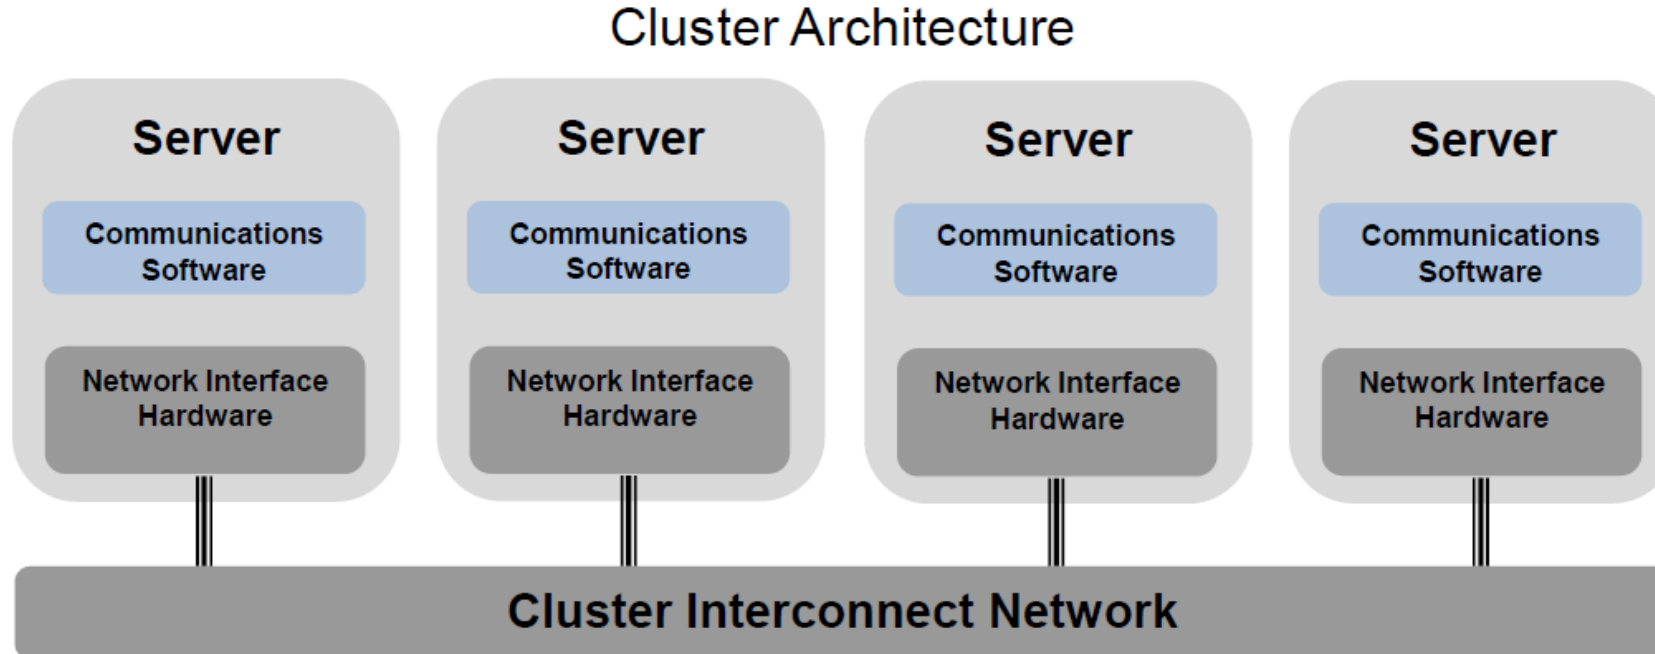 Cluster Architecture
Server
Communications
Software
Network Interface
Hardware
Server
Communications
Software
Network Interface
Hardware
Server
Communications
Software
Network Interface
Hardware
Server
Communications
Software
Network Interface
Hardware
Cluster Interconnect Network